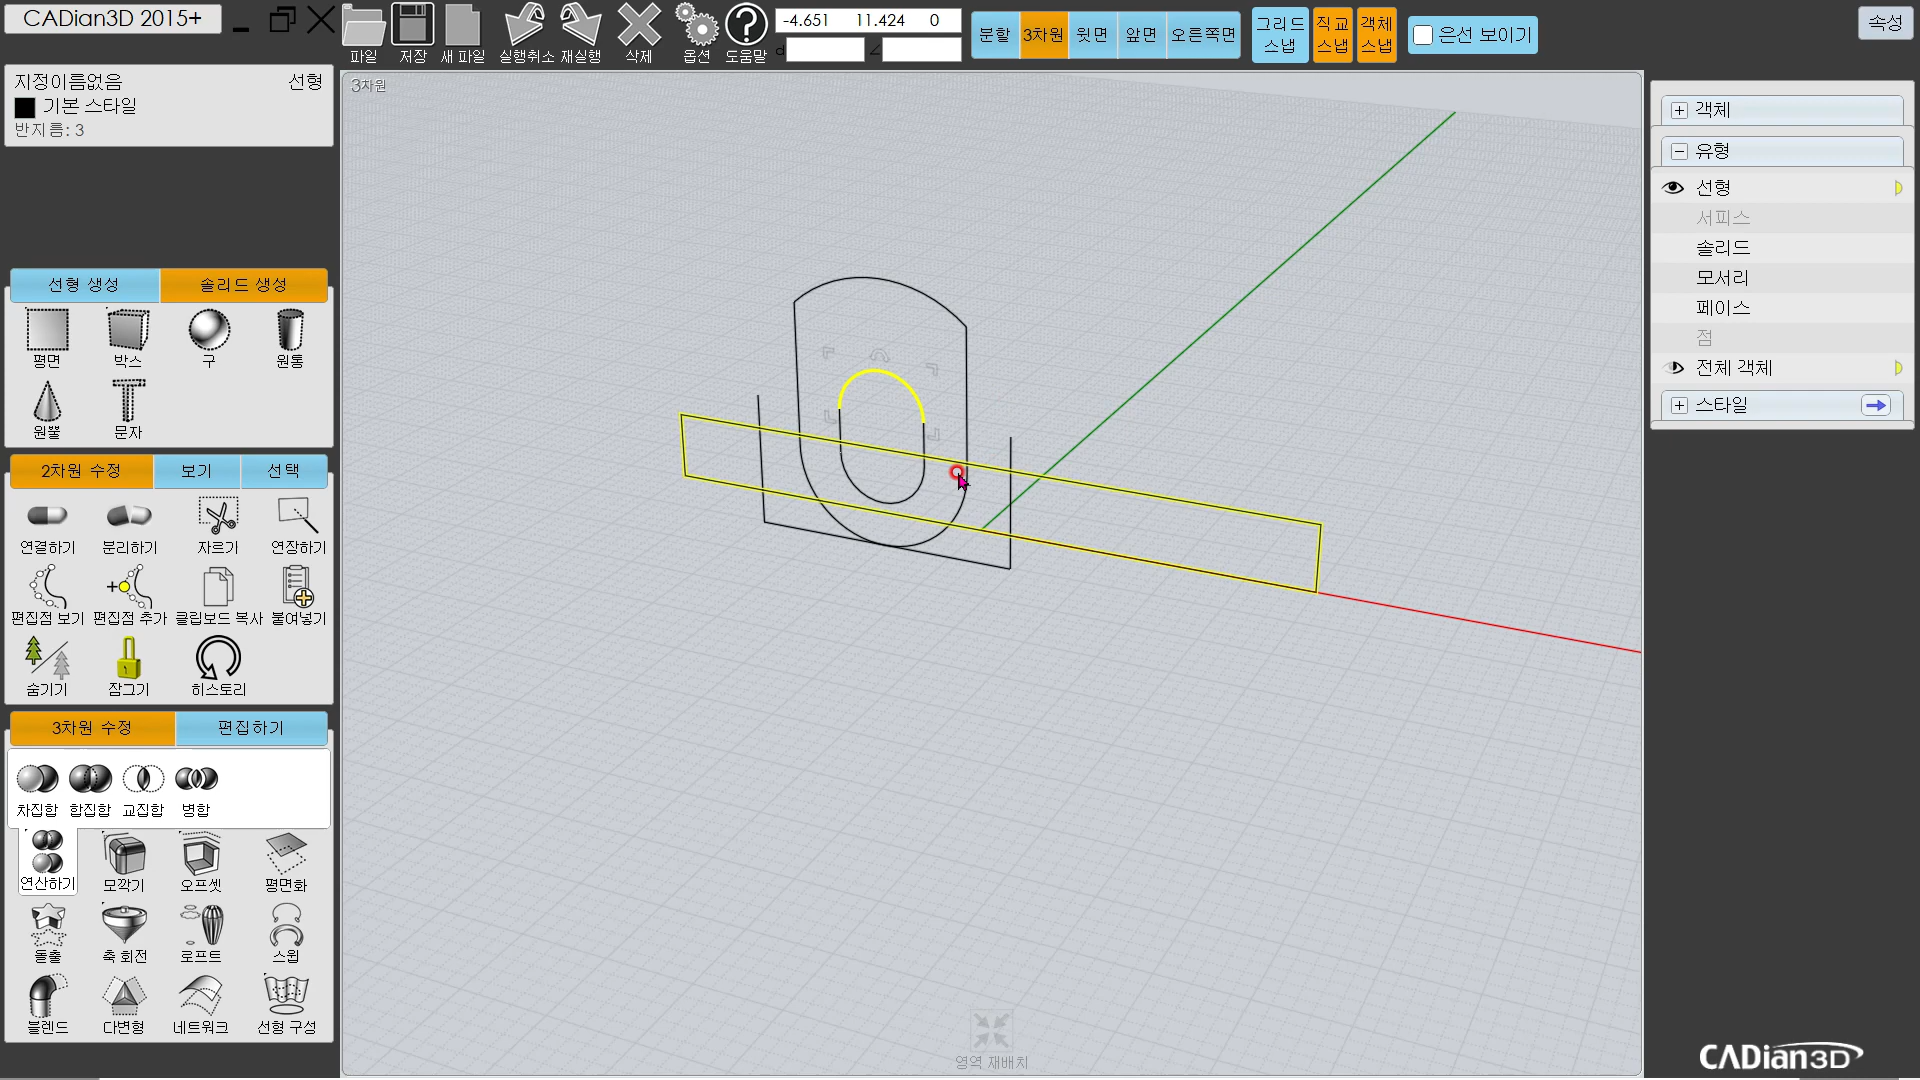 CADian3D 2015+
파일
저장
새 파일
실행취소
재실행
삭제
옵션
도움말
-4.651 11.424 0
d
∠
분할
3차원
윗면
앞면
오른쪽면
그리드
스냅
직교
스냅
객체
스냅
은선 보이기
속성
지정이름없음 선형
기본 스타일
반지름: 3
3차원
선형 생성
솔리드 생성
평면
박스
구
원통
원뿔
문자
2차원 수정
보기
선택
연결하기
분리하기
자르기
연장하기
편집점 보기
편집점 추가
클립보드 복사
붙여넣기
숨기기
잠그기
히스토리
3차원 수정
편집하기
차집합
합집합
교집합
병합
연산하기
모깍기
오프셋
평면화
돌출
축 회전
로프트
스윕
블렌드
다변형
네트워크
선형 구성
객체
유형
선형
서피스
솔리드
모서리
페이스
점
전체 객체
스타일
영역 재배치
CADian3D